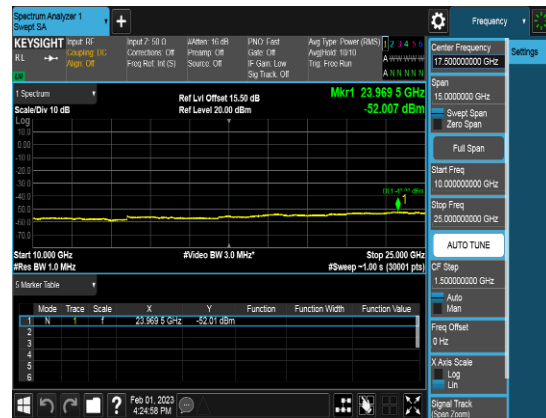 Spectrum Analyzer 1
Swept SA
+
Frequency
KEYSIGHT
RL
Input: RF
Coupling: DC
Align: Off
Input Z: 50 Ω
Corrections: Off
Freq Ref: Int (S)
#Atten: 16 dB
Preamp: Off
Source: Off
PNO: Fast
Gate: Off
IF Gain: Low
Sig Track: Off
Avg Type: Power (RMS)
Avg|Hold: 10/10
Trig: Free Run
1 2 3 4 5 6
A W W W W W
A N N N N N
1 Spectrum
Scale/Div 10 dB
Ref Lvl Offset 15.50 dB
Ref Level 20.00 dBm
Mkr1 23.969 5 GHz
-52.007 dBm
Log
10.0
0.00
-10.0
-20.0
-30.0
-40.0
-50.0
-60.0
-70.0
1
Start 10.000 GHz
#Res BW 1.0 MHz
#Video BW 3.0 MHz*
Stop 25.000 GHz
#Sweep ~1.00 s (30001 pts)
5 Marker Table
Mode Trace Scale X Y Function Function Width Function Value
1 N 1 f 23.969 5 GHz -52.01 dBm
2
3
4
5
6
Feb 01, 2023
4:24:58 PM
Center Frequency
17.500000000 GHz
Settings
Span
15.0000000 GHz
Swept Span
Zero Span
Full Span
Start Freq
10.000000000 GHz
Stop Freq
25.000000000 GHz
AUTO TUNE
CF Step
1.500000000 GHz
Auto
Man
Freq Offset
0 Hz
X Axis Scale
Log
Lin
Signal Track
(Span Zoom)